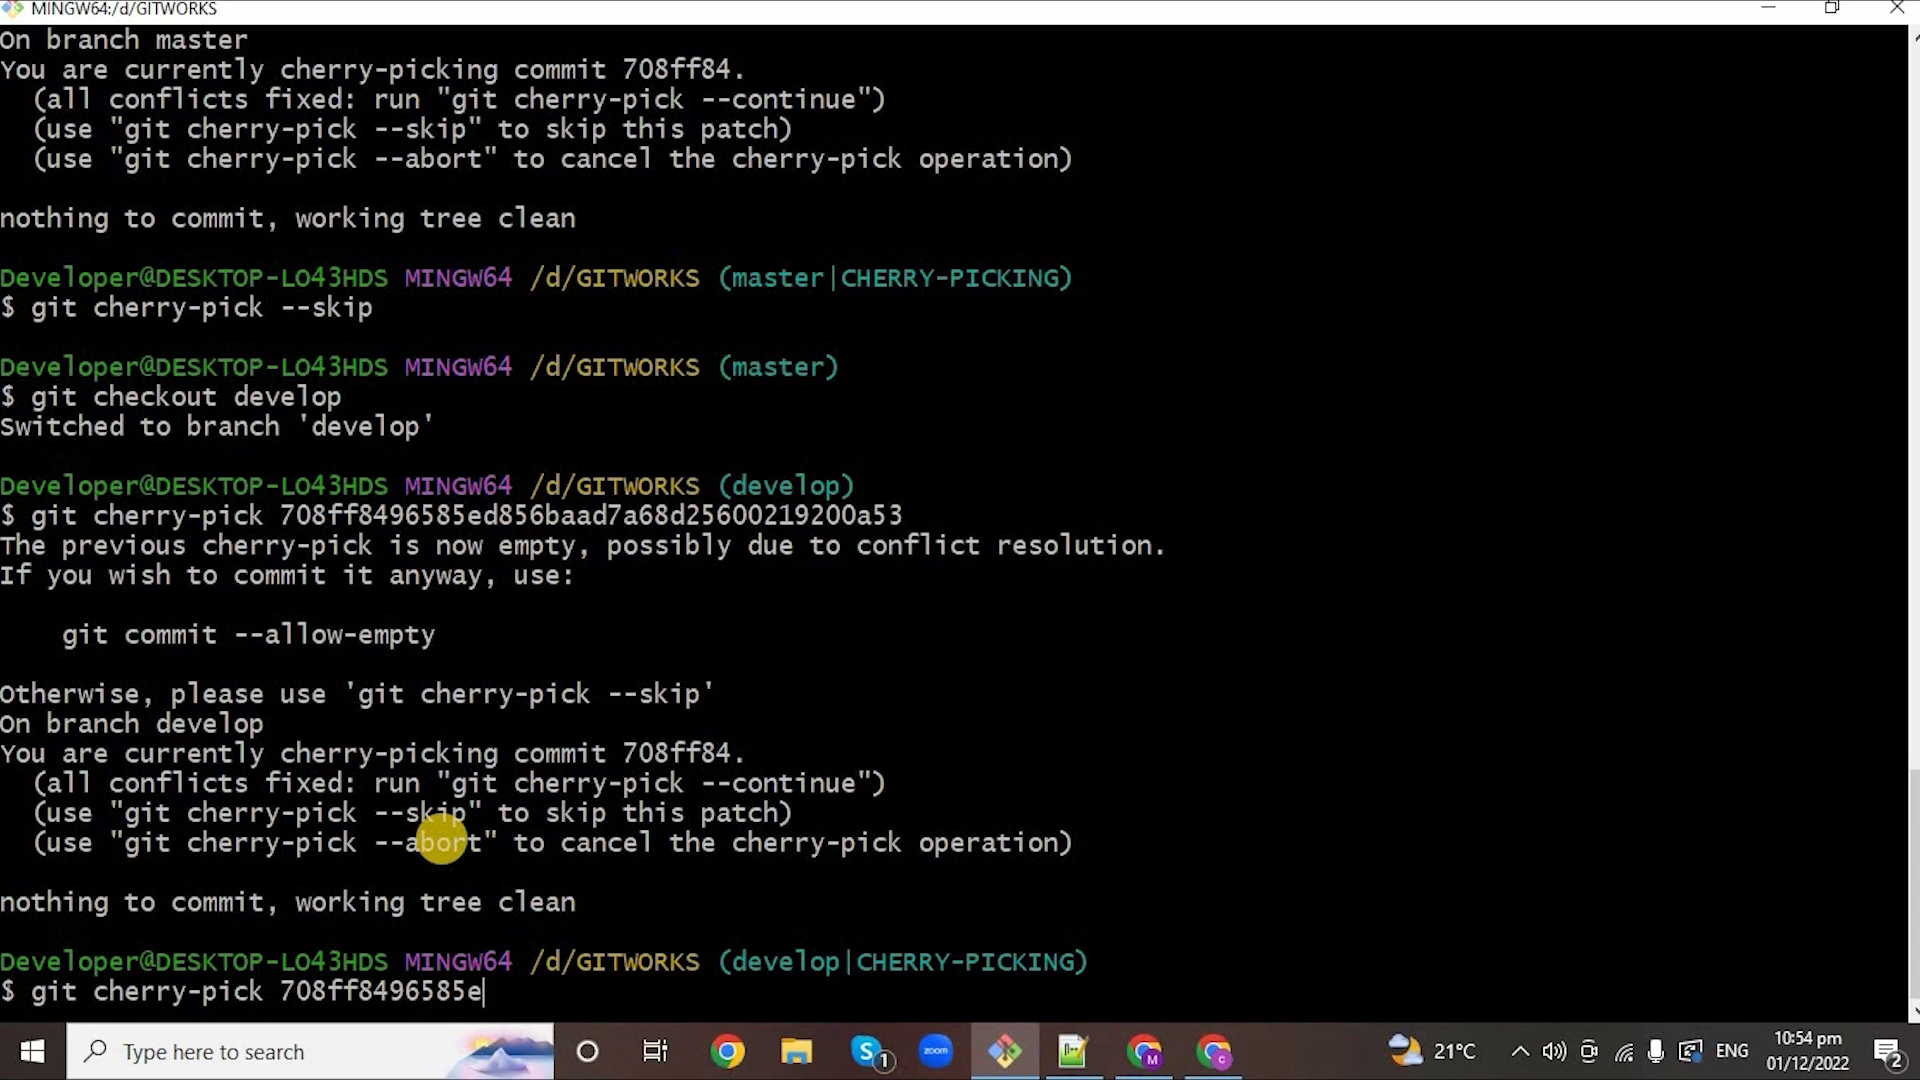 MINGW64:/d/GITWORKS
On branch master
You are currently cherry-picking commit 708ff84.
  (all conflicts fixed: run "git cherry-pick --continue")
  (use "git cherry-pick --skip" to skip this patch)
  (use "git cherry-pick --abort" to cancel the cherry-pick operation)
nothing to commit, working tree clean
Developer@DESKTOP-LO43HDS MINGW64 /d/GITWORKS (master|CHERRY-PICKING)
$ git cherry-pick --skip
Developer@DESKTOP-LO43HDS MINGW64 /d/GITWORKS (master)
$ git checkout develop
Switched to branch 'develop'
Developer@DESKTOP-LO43HDS MINGW64 /d/GITWORKS (develop)
$ git cherry-pick 708ff8496585ed856baad7a68d25600219200a53
The previous cherry-pick is now empty, possibly due to conflict resolution.
If you wish to commit it anyway, use:
    git commit --allow-empty
Otherwise, please use 'git cherry-pick --skip'
On branch develop
You are currently cherry-picking commit 708ff84.
  (all conflicts fixed: run "git cherry-pick --continue")
  (use "git cherry-pick --skip" to skip this patch)
  (use "git cherry-pick --abort" to cancel the cherry-pick operation)
nothing to commit, working tree clean
Developer@DESKTOP-LO43HDS MINGW64 /d/GITWORKS (develop|CHERRY-PICKING)
$ git cherry-pick 708ff8496585e
Type here to search
S 1
zoom
M
C
21°C
ENG
10:54 pm
01/12/2022
2